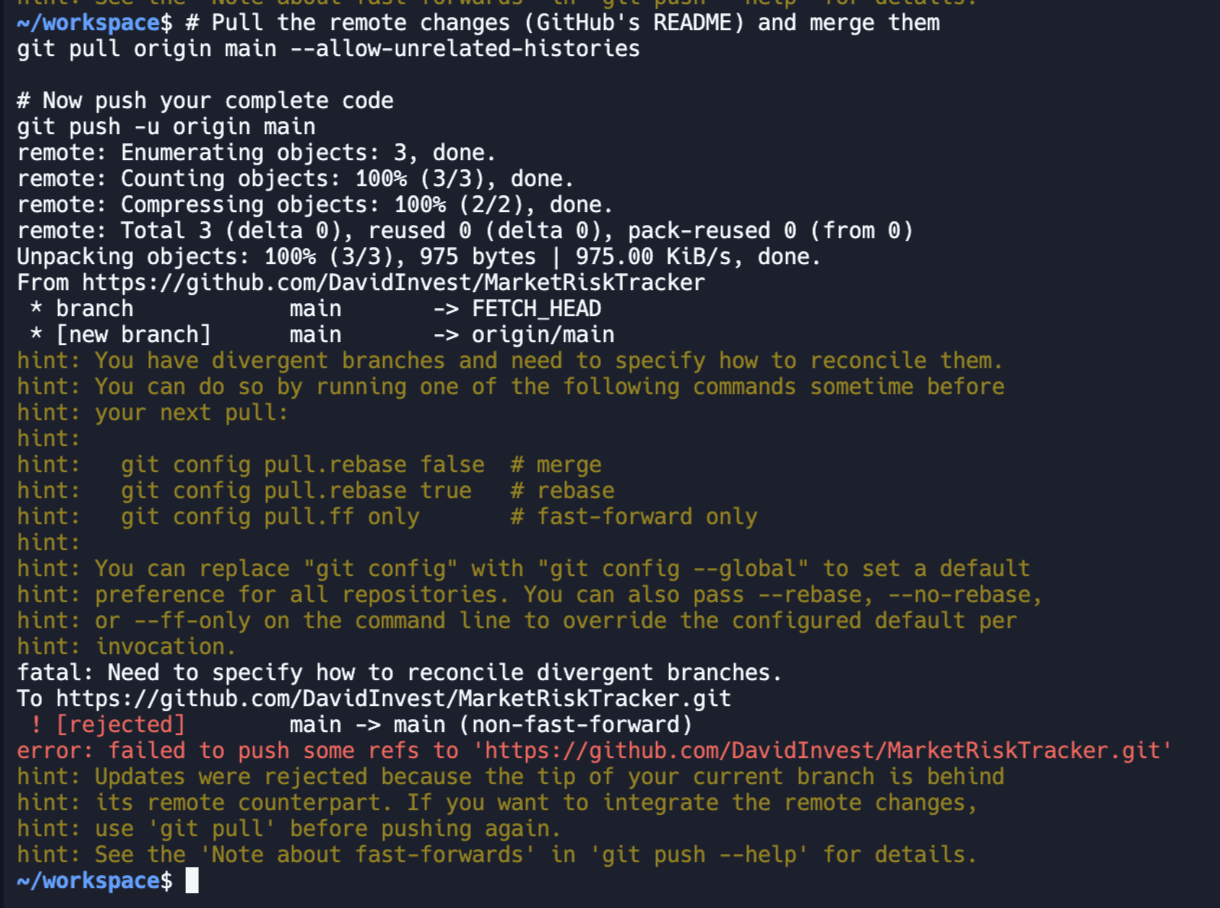 hint: See the 'Note about fast-forwards' in 'git push --help' for details.
~/workspace$ # Pull the remote changes (GitHub's README) and merge them
git pull origin main --allow-unrelated-histories

# Now push your complete code
git push -u origin main
remote: Enumerating objects: 3, done.
remote: Counting objects: 100% (3/3), done.
remote: Compressing objects: 100% (2/2), done.
remote: Total 3 (delta 0), reused 0 (delta 0), pack-reused 0 (from 0)
Unpacking objects: 100% (3/3), 975 bytes | 975.00 KiB/s, done.
From https://github.com/DavidInvest/MarketRiskTracker
 * branch            main       -> FETCH_HEAD
 * [new branch]      main       -> origin/main
hint: You have divergent branches and need to specify how to reconcile them.
hint: You can do so by running one of the following commands sometime before
hint: your next pull:
hint:
hint:   git config pull.rebase false  # merge
hint:   git config pull.rebase true   # rebase
hint:   git config pull.ff only       # fast-forward only
hint:
hint: You can replace "git config" with "git config --global" to set a default
hint: preference for all repositories. You can also pass --rebase, --no-rebase,
hint: or --ff-only on the command line to override the configured default per
hint: invocation.
fatal: Need to specify how to reconcile divergent branches.
To https://github.com/DavidInvest/MarketRiskTracker.git
 ! [rejected]        main -> main (non-fast-forward)
error: failed to push some refs to 'https://github.com/DavidInvest/MarketRiskTracker.git'
hint: Updates were rejected because the tip of your current branch is behind
hint: its remote counterpart. If you want to integrate the remote changes,
hint: use 'git pull' before pushing again.
hint: See the 'Note about fast-forwards' in 'git push --help' for details.
~/workspace$